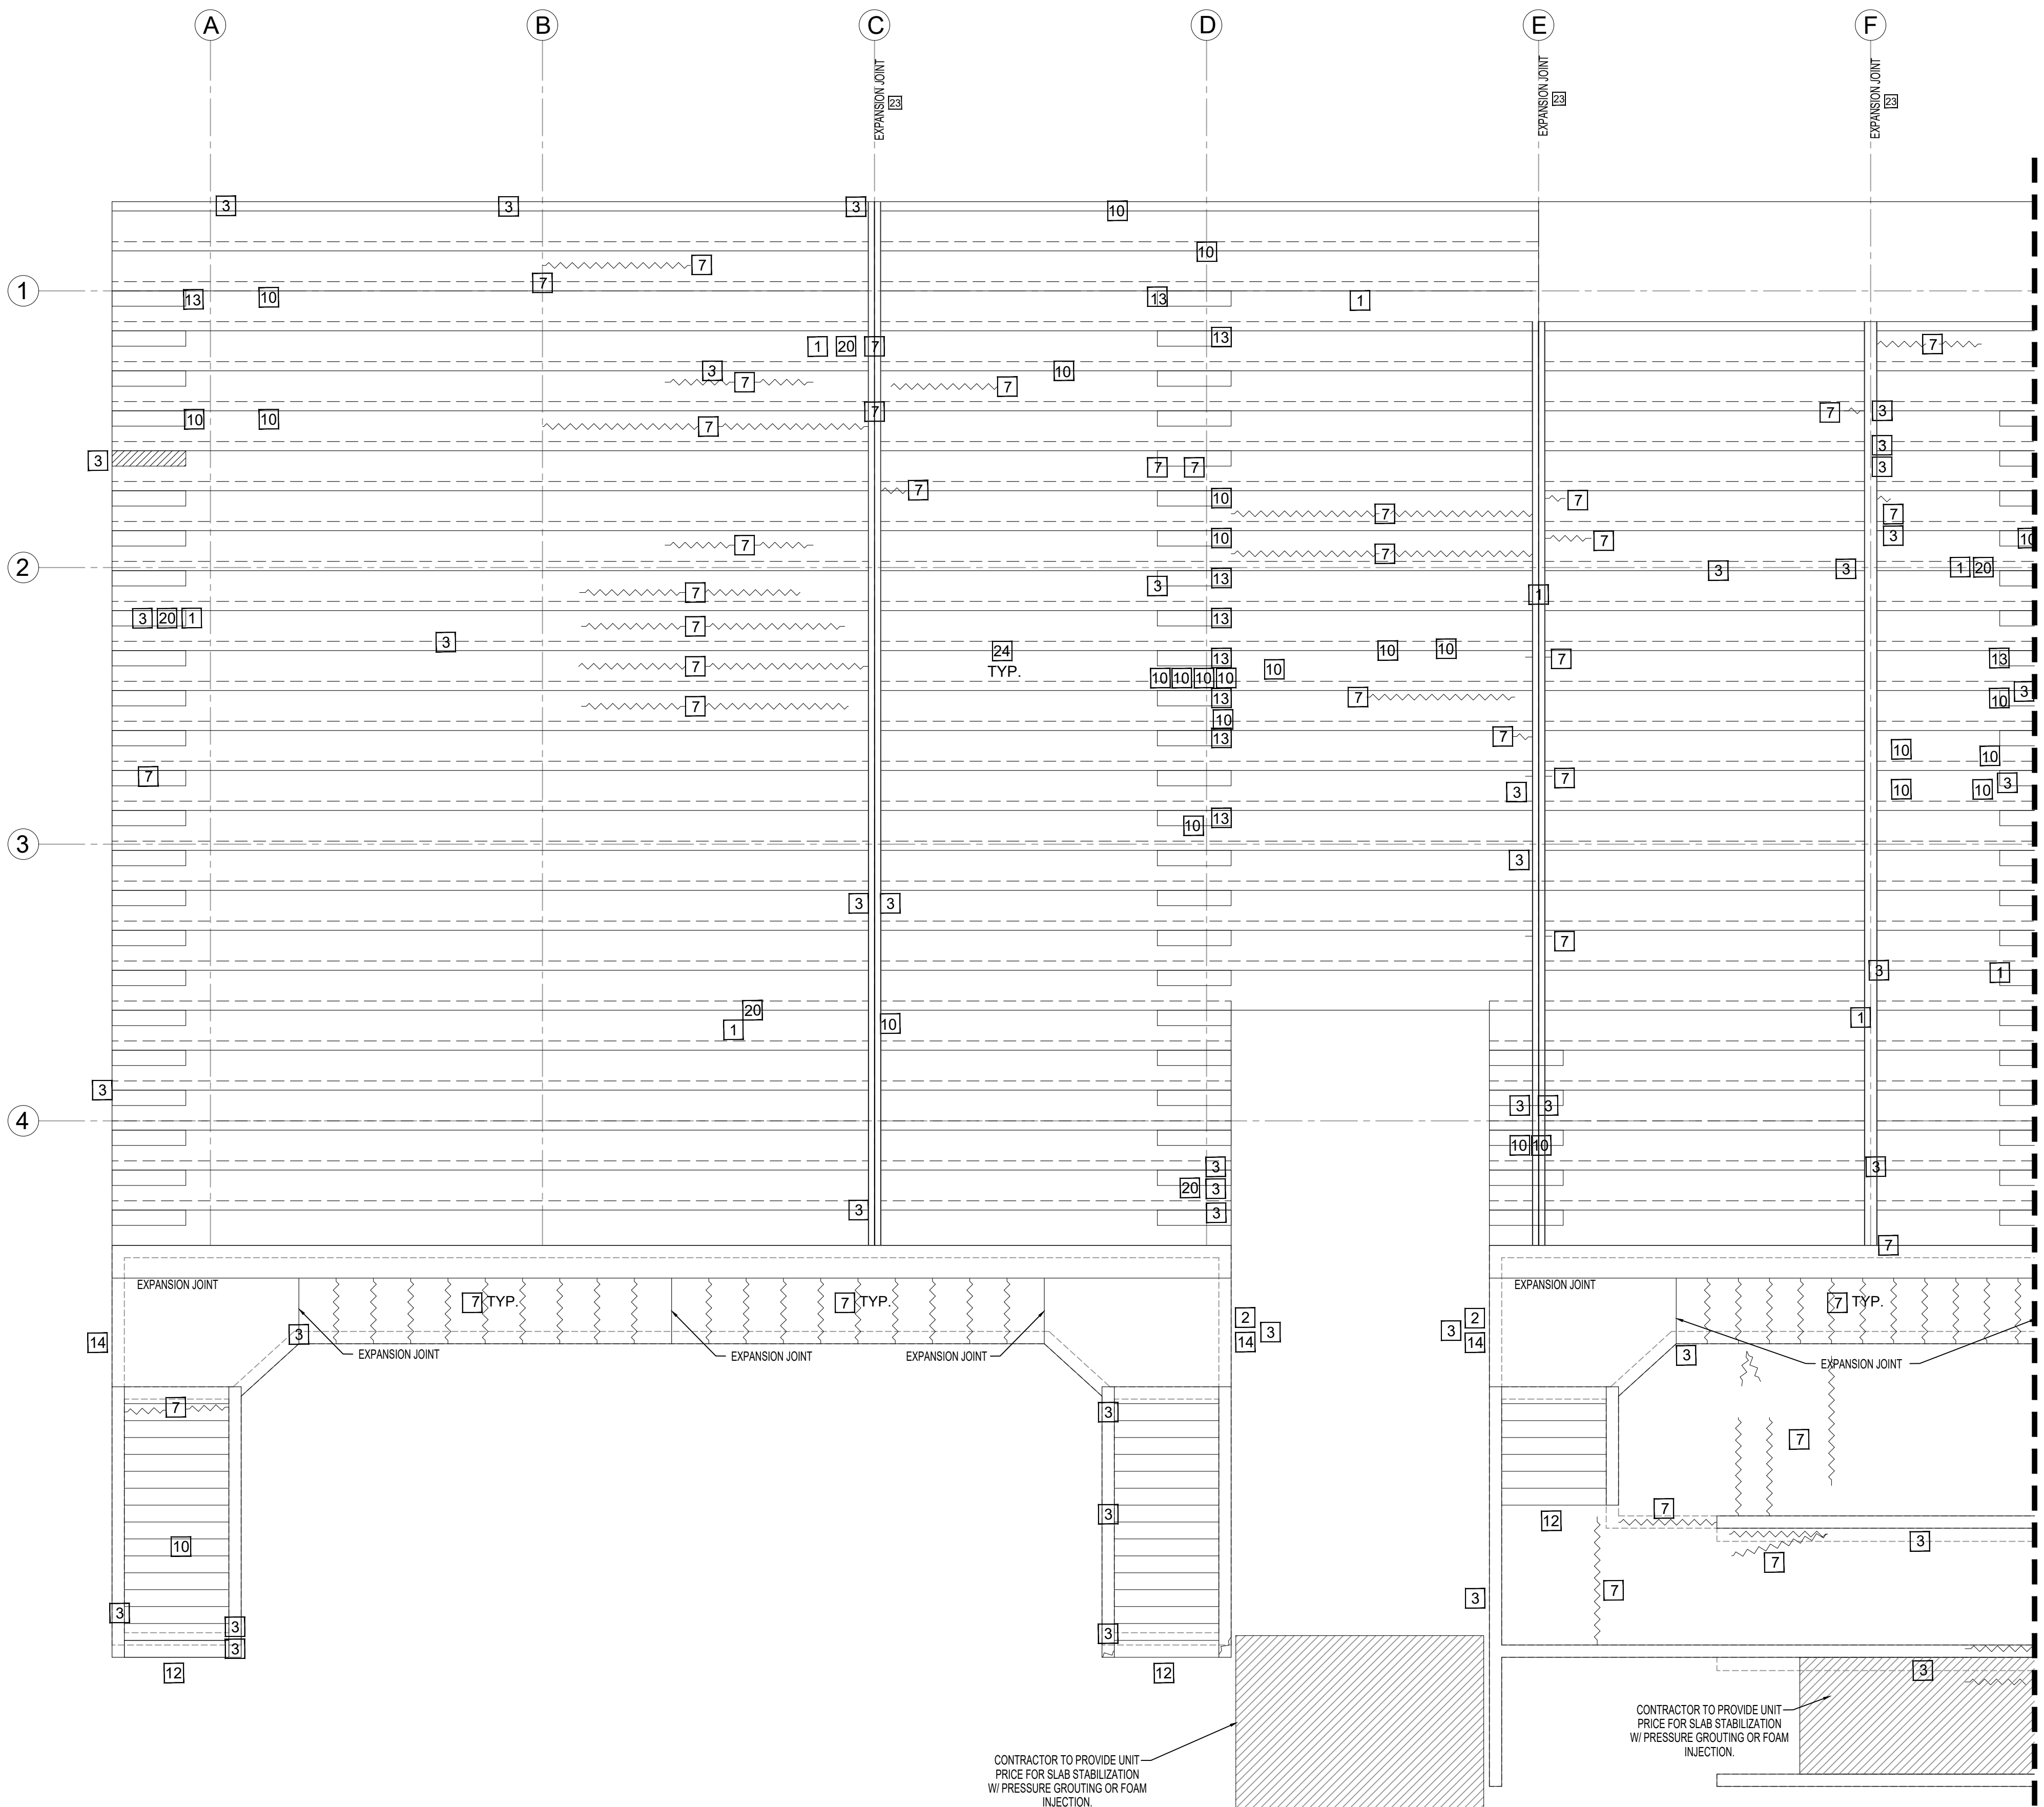 A B C D E F
EXPANSION JOINT 23
EXPANSION JOINT 23
EXPANSION JOINT 23
3 3 3 10
10
7
7
1 13 10 13 1
13
1 20 7 7
3 10
7 7
10 10 7 7 3
7
3
3
7 7 3
7
10 7
7
7
3
7 10 7 10
7
2 13 3 3 1 20
3
7 1
3 20 1 13
7
3 10 10
24 13 7 13
TYP. 10
7 10 10 10 10
3
7 13 7 10
10
13 7
10 10
7 7 3
3 10 10
13
10
3
3
3 3
7
3 1
20
10 1
1
3
3 3
4
10 10
3 3
20 3
3 3
7
EXPANSION JOINT EXPANSION JOINT
7 TYP. 7 TYP. 7 TYP.
2 2
3 3 3
14 14 14
EXPANSION JOINT EXPANSION JOINT EXPANSION JOINT 3
EXPANSION JOINT
7 3
7
7
3 12
3
10
7
7
3
3 3
3
12 12 3
CONTRACTOR TO PROVIDE UNIT
PRICE FOR SLAB STABILIZATION
W/ PRESSURE GROUTING OR FOAM
INJECTION.
CONTRACTOR TO PROVIDE UNIT
PRICE FOR SLAB STABILIZATION
W/ PRESSURE GROUTING OR FOAM
INJECTION.